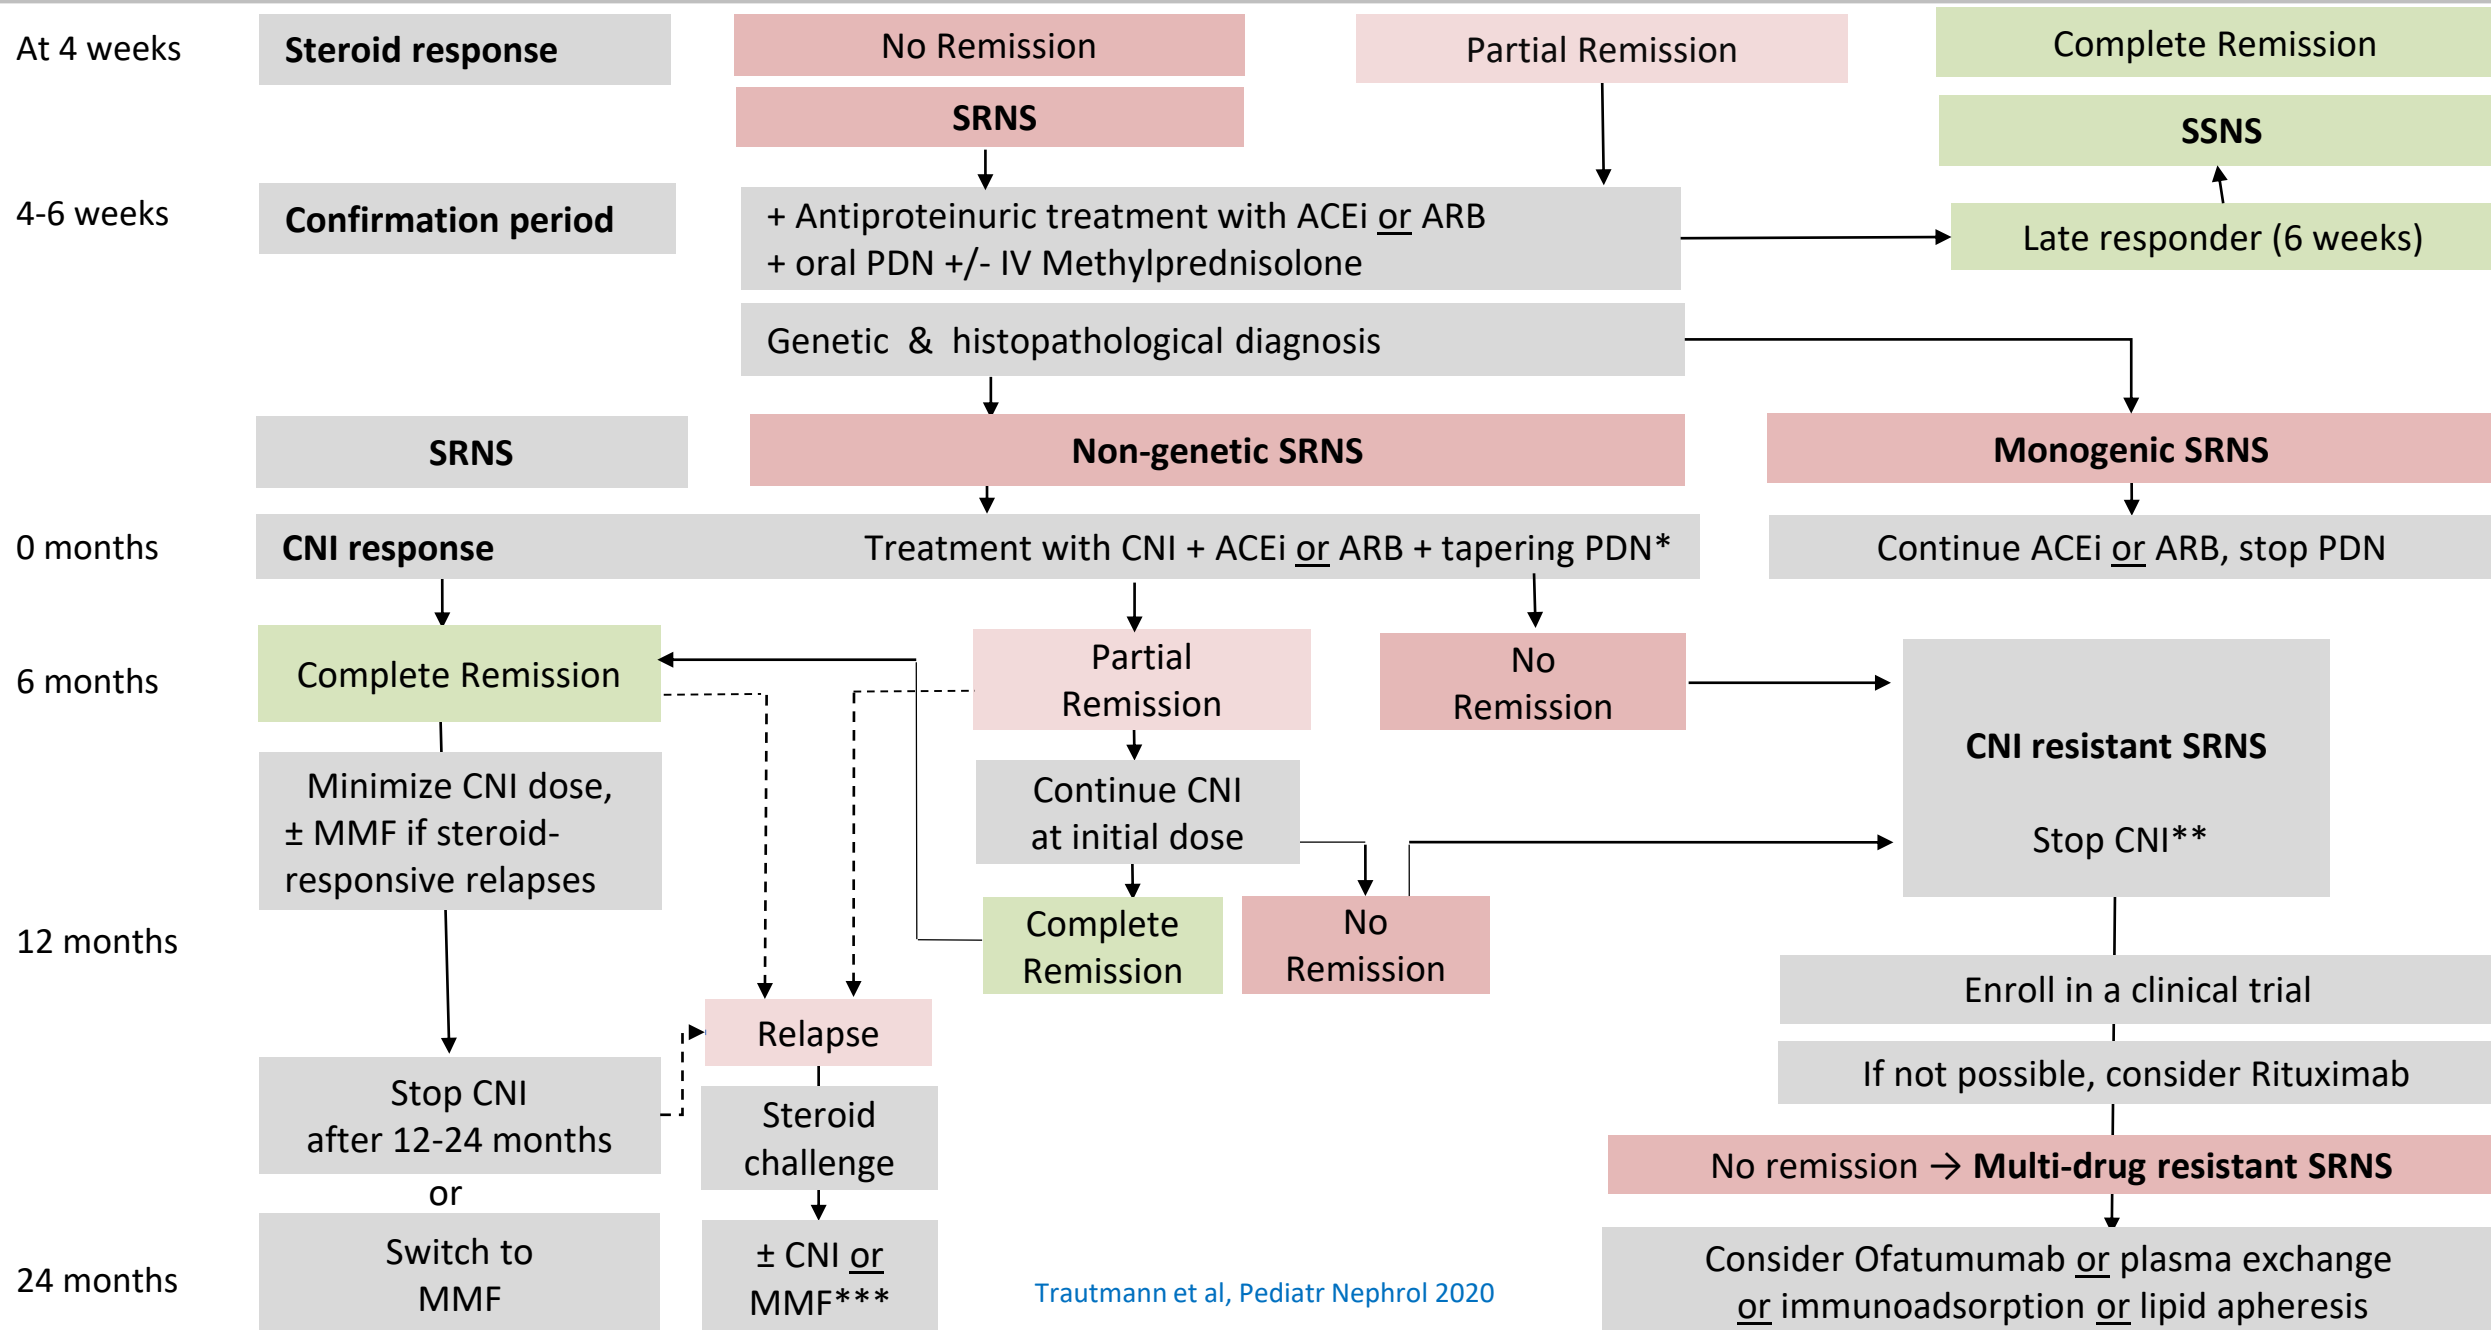 At 4 weeks
Steroid response
No Remission
Partial Remission
Complete Remission
SRNS
SSNS
4-6 weeks
Confirmation period
+ Antiproteinuric treatment with ACEi or ARB
+ oral PDN +/- IV Methylprednisolone
Late responder (6 weeks)
Genetic & histopathological diagnosis
SRNS
Non-genetic SRNS
Monogenic SRNS
0 months
CNI response
Treatment with CNI + ACEi or ARB + tapering PDN*
Continue ACEi or ARB, stop PDN
6 months
Complete Remission
Partial
Remission
No
Remission
CNI resistant SRNS
Stop CNI**
Minimize CNI dose,
± MMF if steroid-
responsive relapses
Continue CNI
at initial dose
12 months
Complete
Remission
No
Remission
Enroll in a clinical trial
Relapse
If not possible, consider Rituximab
Stop CNI
after 12-24 months
or
Steroid
challenge
No remission → Multi-drug resistant SRNS
24 months
Switch to
MMF
± CNI or
MMF***
Trautmann et al, Pediatr Nephrol 2020
Consider Ofatumumab or plasma exchange
or immunoadsorption or lipid apheresis